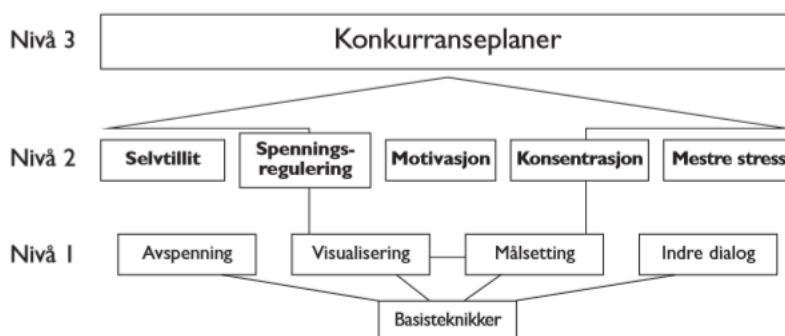 Nivå 3
Konkurranseplaner
Nivå 2
Selvtillit
Spennings-
regulering
Motivasjon
Konsentrasjon
Mestre stress
Nivå 1
Avspenning
Visualisering
Målsetting
Indre dialog
Basisteknikker